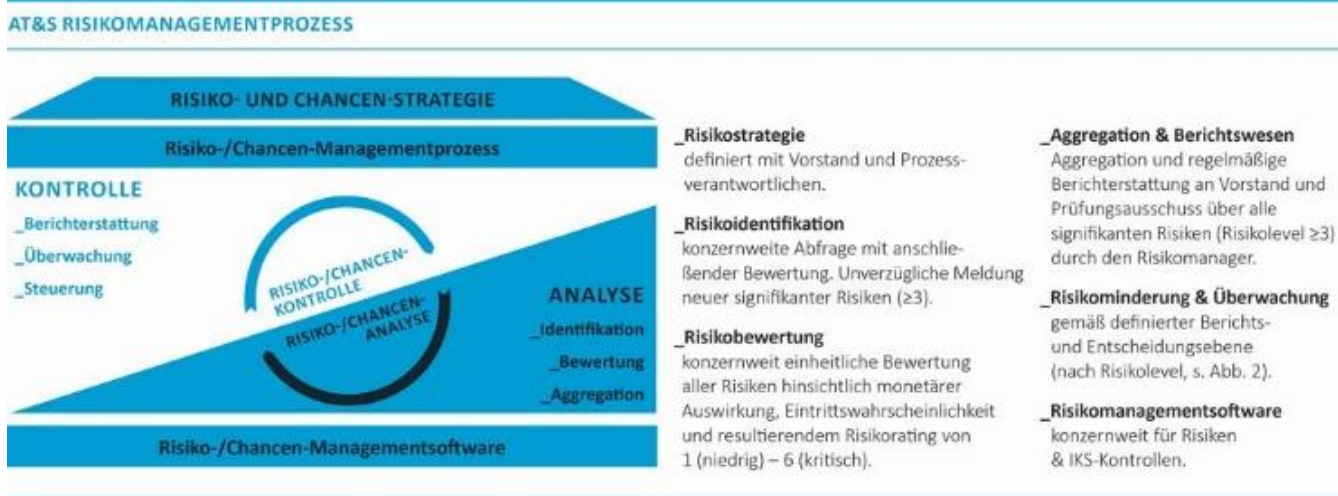 AT&S RISIKOMANAGEMENTPROZESS
RISIKO- UND CHANCEN-STRATEGIE
Risiko-/Chancen-Managementprozess
KONTROLLE
_Berichterstattung
_Überwachung
_Steuerung
RISIKO-/CHANCEN-
KONTROLLE
RISIKO-/CHANCEN-
ANALYSE
ANALYSE
_Identifikation
_Bewertung
_Aggregation
Risiko-/Chancen-Managementsoftware
_Risikostrategie
definiert mit Vorstand und Prozess-
verantwortlichen.
_Risikoidentifikation
konzernweite Abfrage mit anschlie-
ßender Bewertung. Unverzügliche Meldung
neuer signifikanter Risiken (≥3).
_Risikobewertung
konzernweit einheitliche Bewertung
aller Risiken hinsichtlich monetärer
Auswirkung, Eintrittswahrscheinlichkeit
und resultierendem Risikorating von
1 (niedrig) – 6 (kritisch).
_Aggregation & Berichtswesen
Aggregation und regelmäßige
Berichterstattung an Vorstand und
Prüfungsausschuss über alle
signifikanten Risiken (Risikolevel ≥3)
durch den Risikomanager.
_Risikominderung & Überwachung
gemäß definierter Berichts-
und Entscheidungsebene
(nach Risikolevel, s. Abb. 2).
_Risikomanagementsoftware
konzernweit für Risiken
& IKS-Kontrollen.